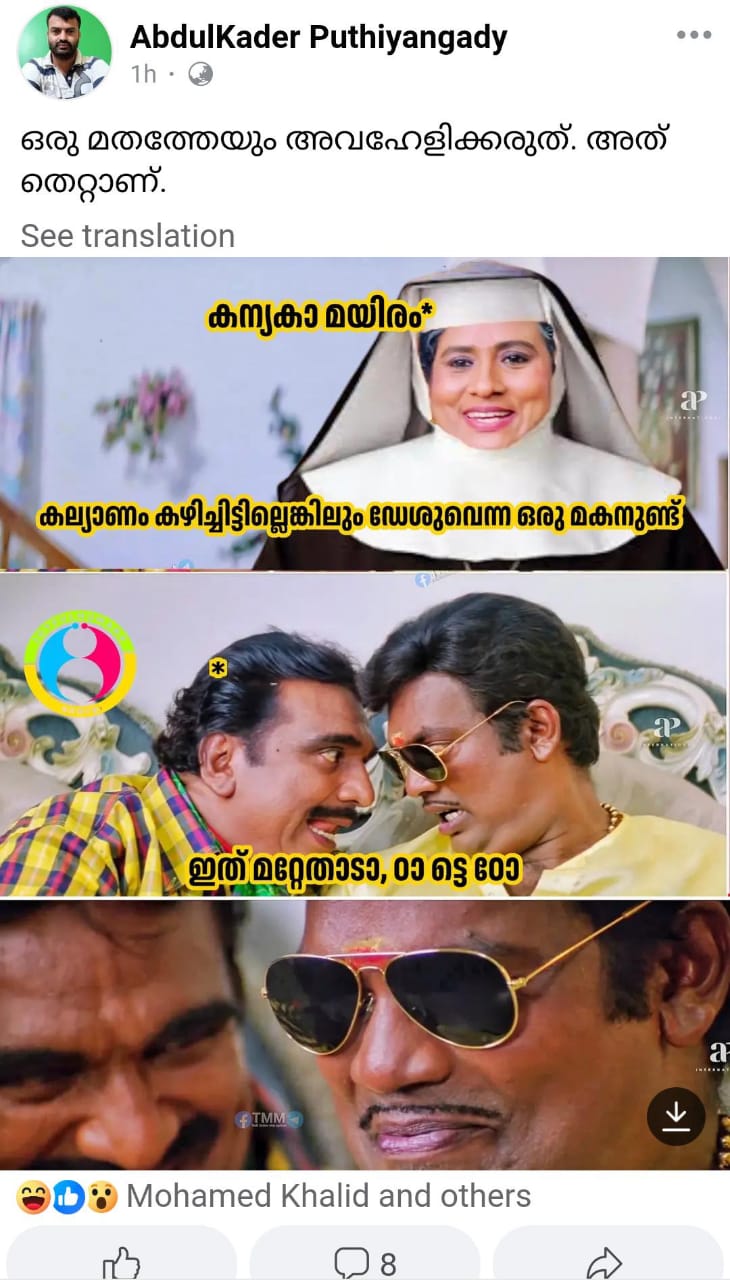 AbdulKader Puthiyangady
1h ·
ഒരു മതത്തേയും അവഹേളിക്കരുത്. അത്
തെറ്റാണ്.
See translation
കന്യകാ മയിരം*
കല്യാണം കഴിച്ചിട്ടില്ലെങ്കിലും ഡേശുവെന്ന ഒരു മകനുണ്ട്
*
ഇത് മറ്റേതാടാ, ഠാ ട്ടെ ഠോ
TMM
Mohamed Khalid and others
8